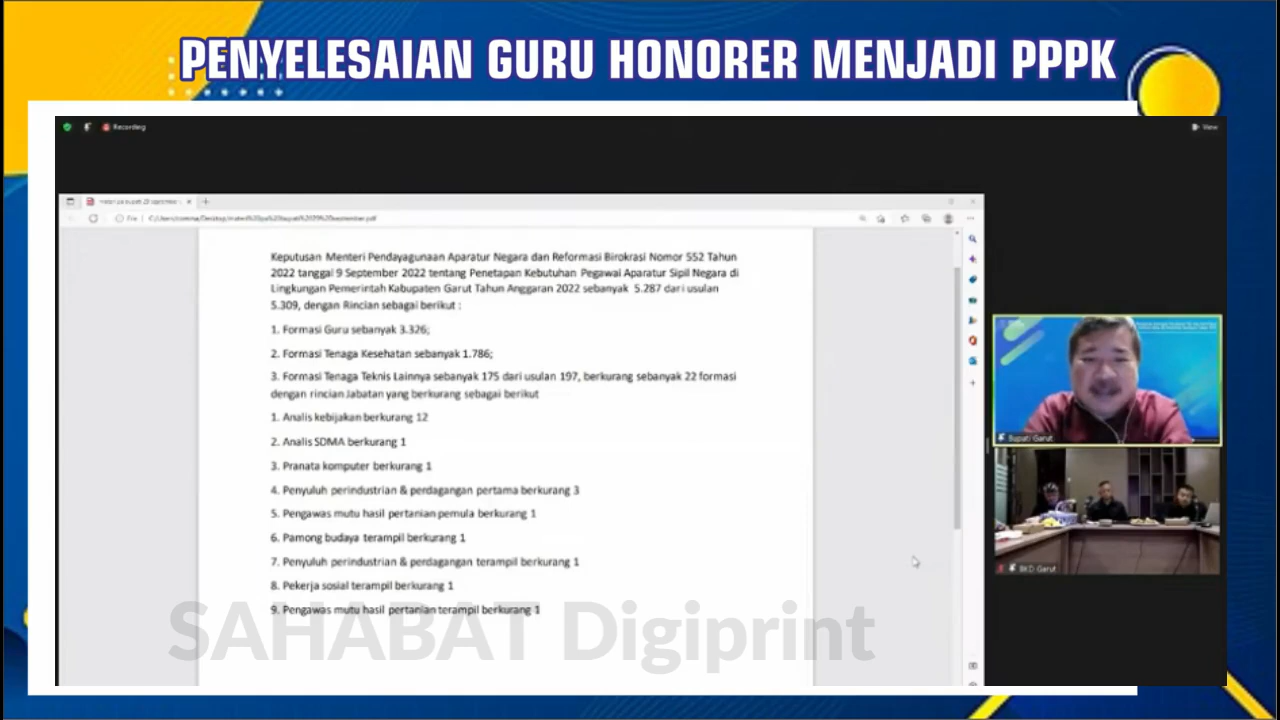 PENYELESAIAN GURU HONORER MENJADI PPPK
Recording
View
Keputusan Menteri Pendayagunaan Aparatur Negara dan Reformasi Birokrasi Nomor 552 Tahun
2022 tanggal 9 September 2022 tentang Penetapan Kebutuhan Pegawai Aparatur Sipil Negara di
Lingkungan Pemerintah Kabupaten Garut Tahun Anggaran 2022 sebanyak 5.287 dari usulan
5.309, dengan Rincian sebagai berikut :
1. Formasi Guru sebanyak 3.326;
2. Formasi Tenaga Kesehatan sebanyak 1.786;
3. Formasi Tenaga Teknis Lainnya sebanyak 175 dari usulan 197, berkurang sebanyak 22 formasi
dengan rincian Jabatan yang berkurang sebagai berikut
1. Analis kebijakan berkurang 12
2. Analis SDMA berkurang 1
3. Pranata komputer berkurang 1
4. Penyuluh perindustrian & perdagangan pertama berkurang 3
5. Pengawas mutu hasil pertanian pemula berkurang 1
6. Pamong budaya terampil berkurang 1
7. Penyuluh perindustrian & perdagangan terampil berkurang 1
8. Pekerja sosial terampil berkurang 1
9. Pengawas mutu hasil pertanian terampil berkurang 1
SAHABAT Digiprint
Bupati Garut
BKD Garut